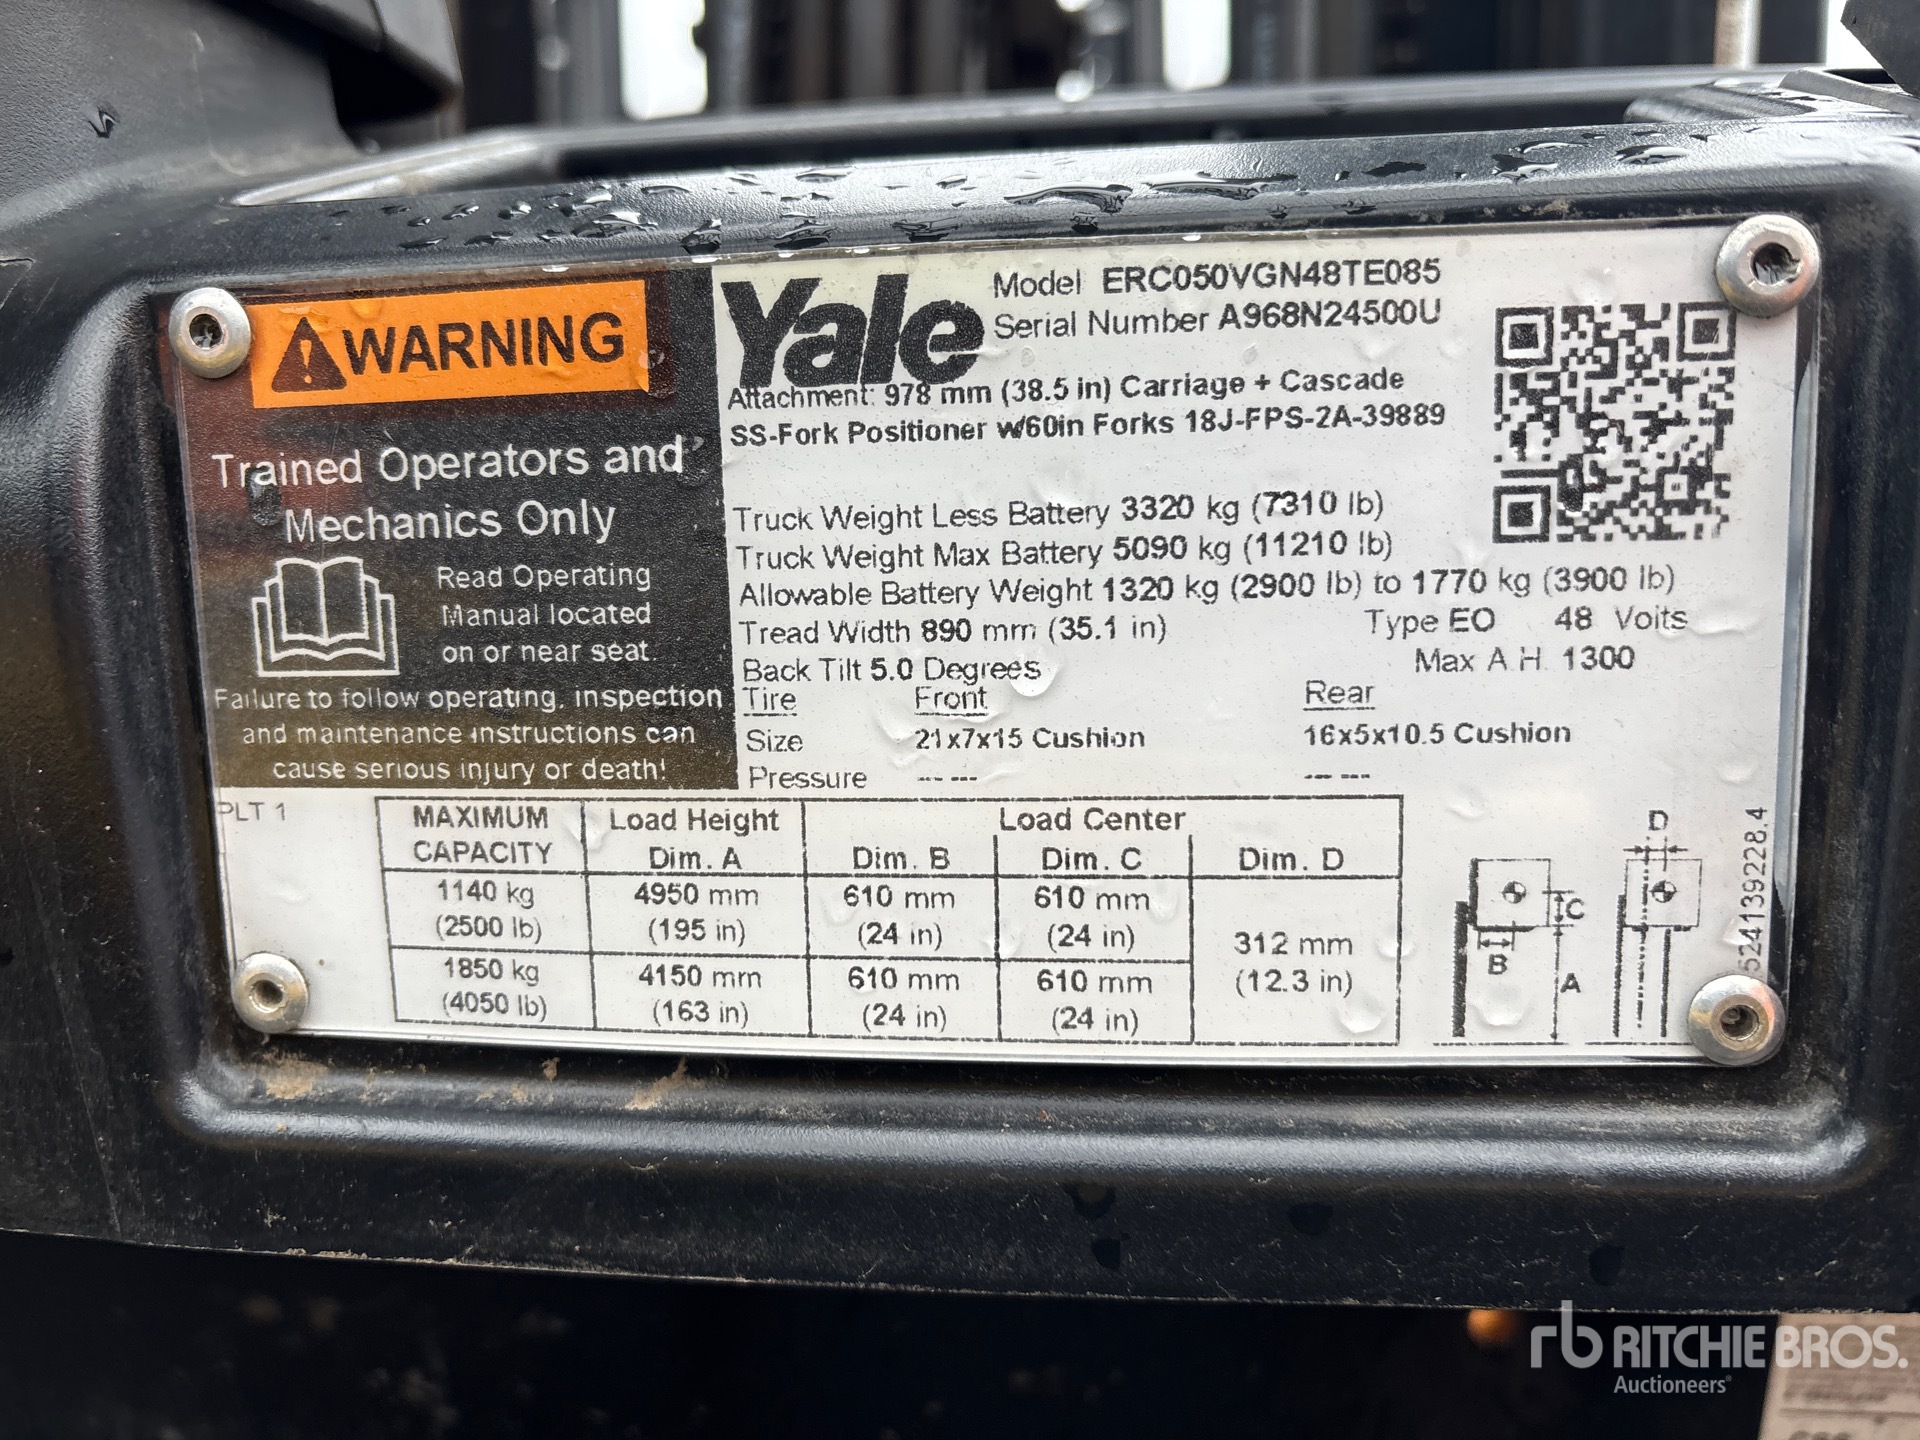 WARNING
Trained Operators and
Mechanics Only
Read Operating
Manual located
on or near seat.
Failure to follow operating, inspection
and maintenance instructions can
cause serious injury or death!
Yale
Model ERC050VGN48TE085
Serial Number A968N24500U
Attachment: 978 mm (38.5 in) Carriage + Cascade
SS-Fork Positioner w/60in Forks 18J-FPS-2A-39889
Truck Weight Less Battery 3320 kg (7310 lb)
Truck Weight Max Battery 5090 kg (11210 lb)
Allowable Battery Weight 1320 kg (2900 lb) to 1770 kg (3900 lb)
Tread Width 890 mm (35.1 in) Type EO 48 Volts
Back Tilt 5.0 Degrees Max A.H. 1300
Tire Front Rear
Size 21x7x15 Cushion 16x5x10.5 Cushion
Pressure -- --- -- ---
PLT 1
MAXIMUM Load Height Load Center
CAPACITY Dim. A Dim. B Dim. C Dim. D
1140 kg 4950 mm 610 mm 610 mm
(2500 lb) (195 in) (24 in) (24 in)
312 mm
(12.3 in)
1850 kg 4150 mm 610 mm 610 mm
(4050 lb) (163 in) (24 in) (24 in)
B
C
A
D
524139228.4
rb RITCHIE BROS.
Auctioneers